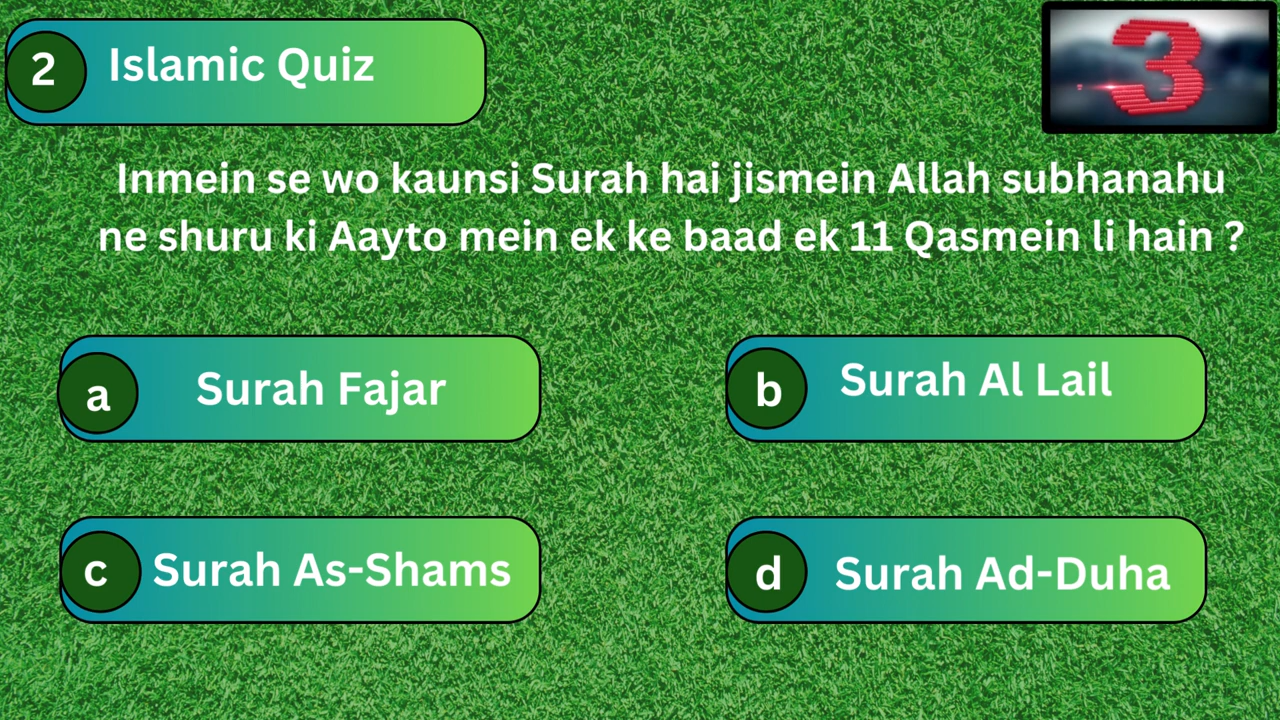 2 Islamic Quiz
3
Inmein se wo kaunsi Surah hai jismein Allah subhanahu
ne shuru ki Aayto mein ek ke baad ek 11 Qasmein li hain ?
a Surah Fajar
b Surah Al Lail
c Surah As-Shams
d Surah Ad-Duha